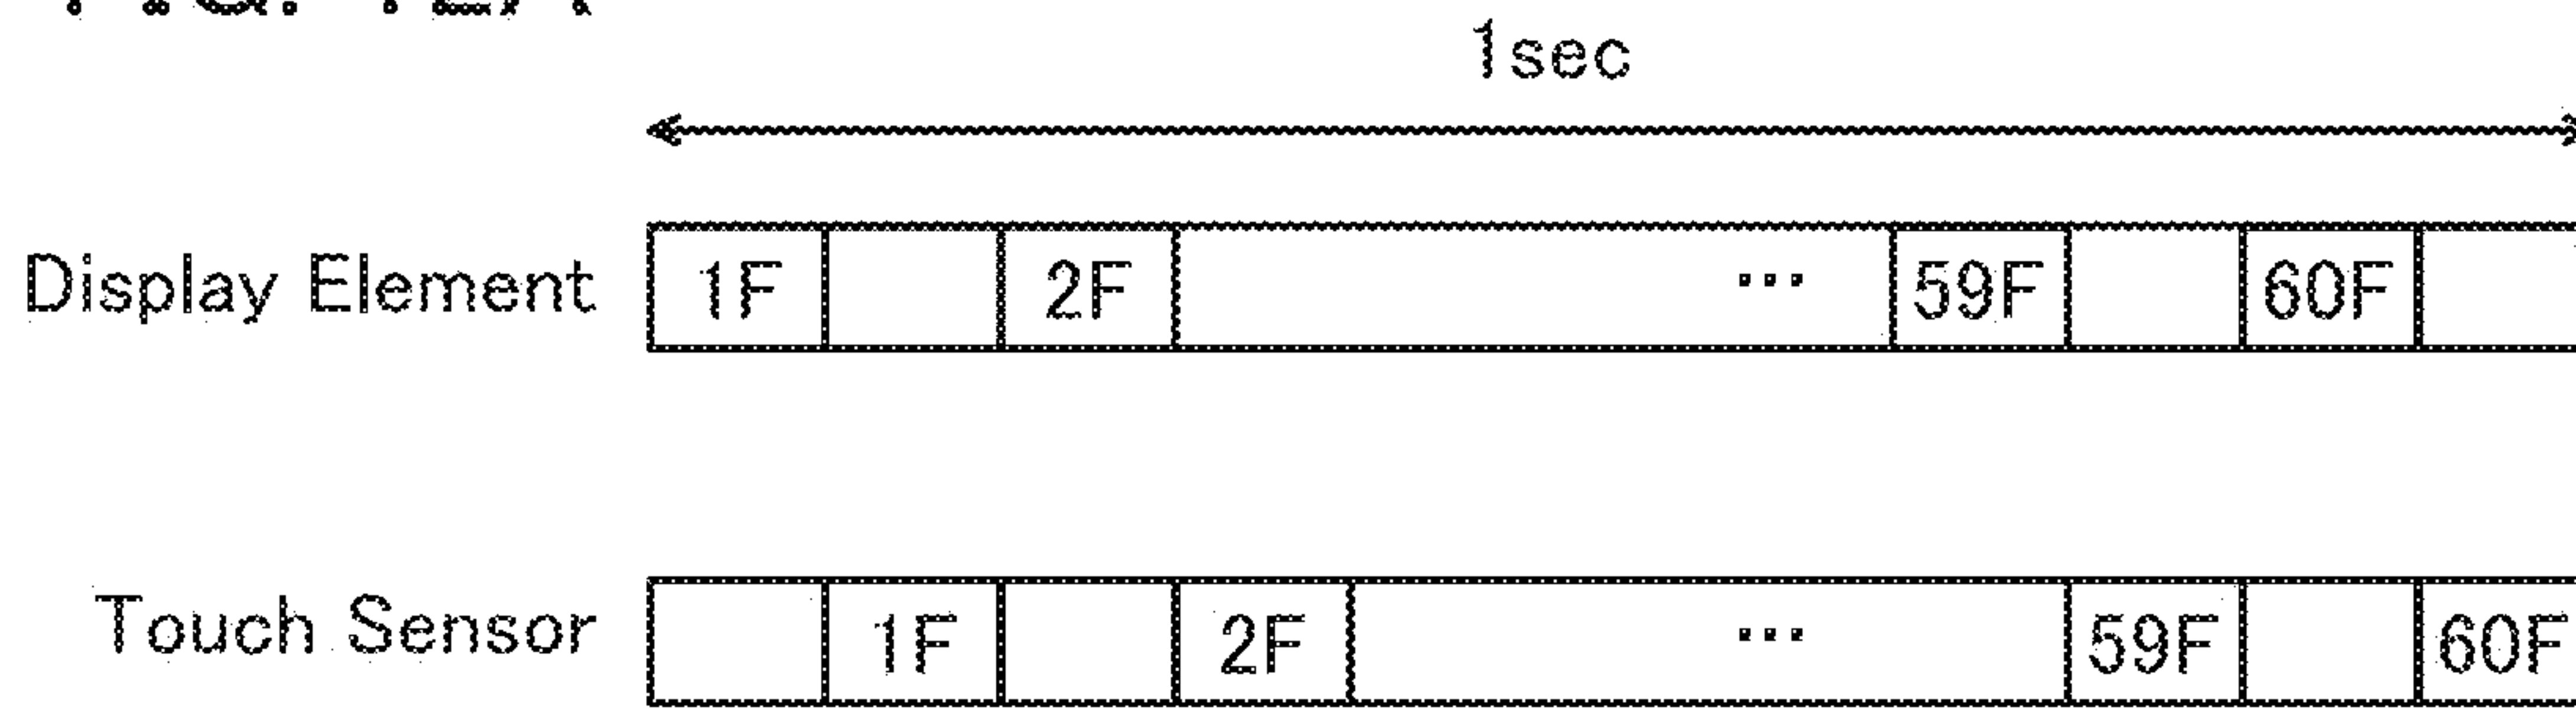 1sec
Display Element 1F 2F ... 59F 60F
Touch Sensor 1F 2F ... 59F 60F